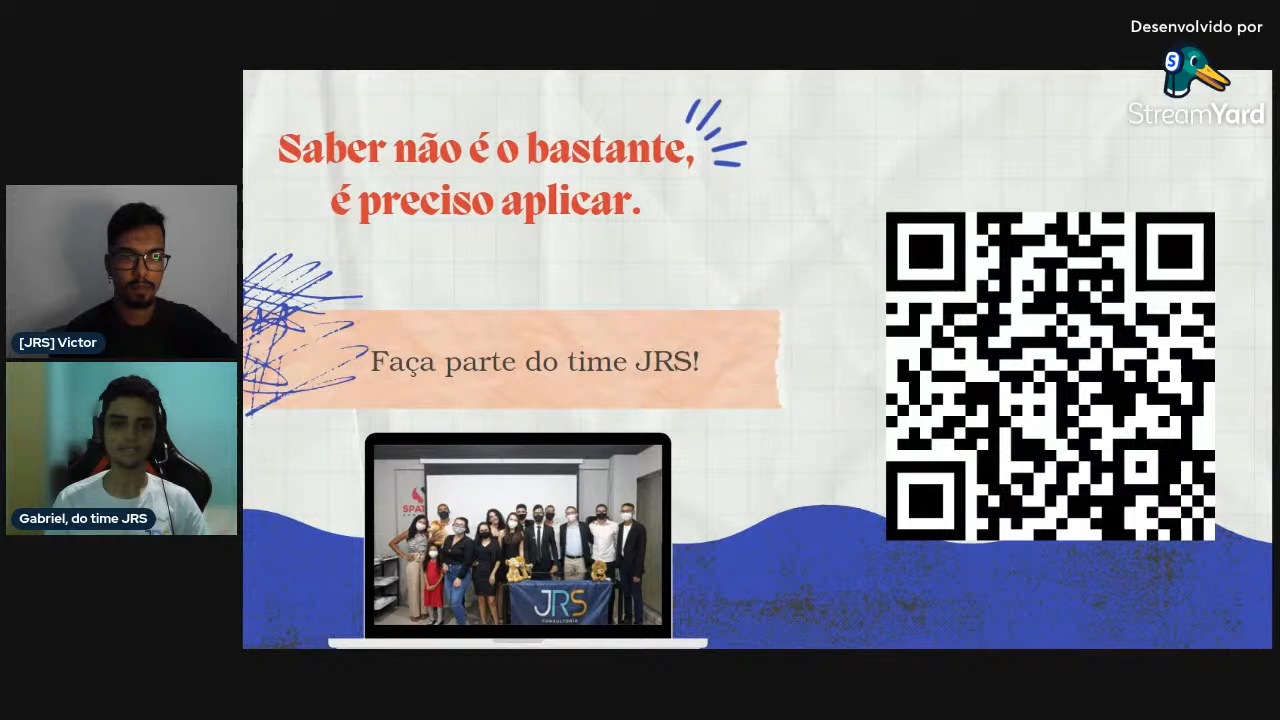 Desenvolvido por
StreamYard
Saber não é o bastante,
é preciso aplicar.
[JRS] Victor
Faça parte do time JRS!
Gabriel, do time JRS
JRS
CONSULTORIA